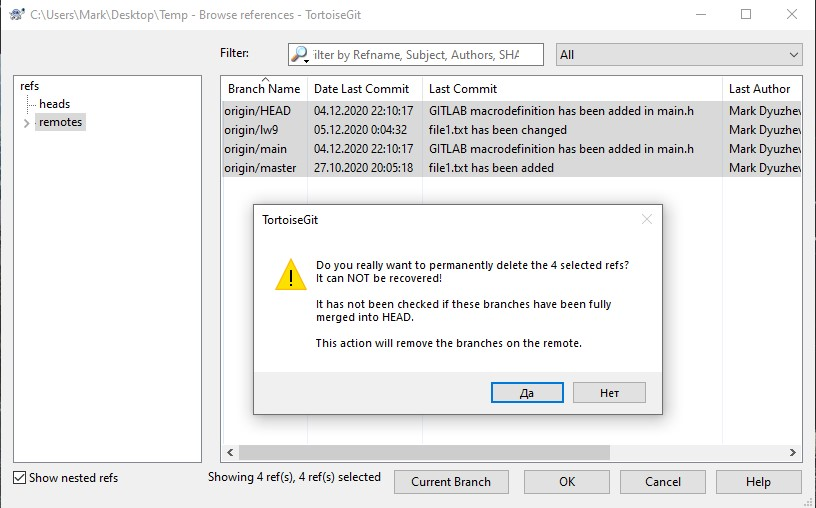 C:\Users\Mark\Desktop\Temp - Browse references - TortoiseGit
Filter:
ilter by Refname, Subject, Authors, SHA
All
refs
heads
remotes
Branch Name Date Last Commit Last Commit Last Author
origin/HEAD 04.12.2020 22:10:17 GITLAB macrodefinition has been added in main.h Mark Dyuzhev
origin/lw9 05.12.2020 0:04:32 file1.txt has been changed Mark Dyuzhev
origin/main 04.12.2020 22:10:17 GITLAB macrodefinition has been added in main.h Mark Dyuzhev
origin/master 27.10.2020 20:05:18 file1.txt has been added Mark Dyuzhev
TortoiseGit
Do you really want to permanently delete the 4 selected refs?
It can NOT be recovered!
It has not been checked if these branches have been fully
merged into HEAD.
This action will remove the branches on the remote.
Да
Нет
Show nested refs
Showing 4 ref(s), 4 ref(s) selected
Current Branch
OK
Cancel
Help